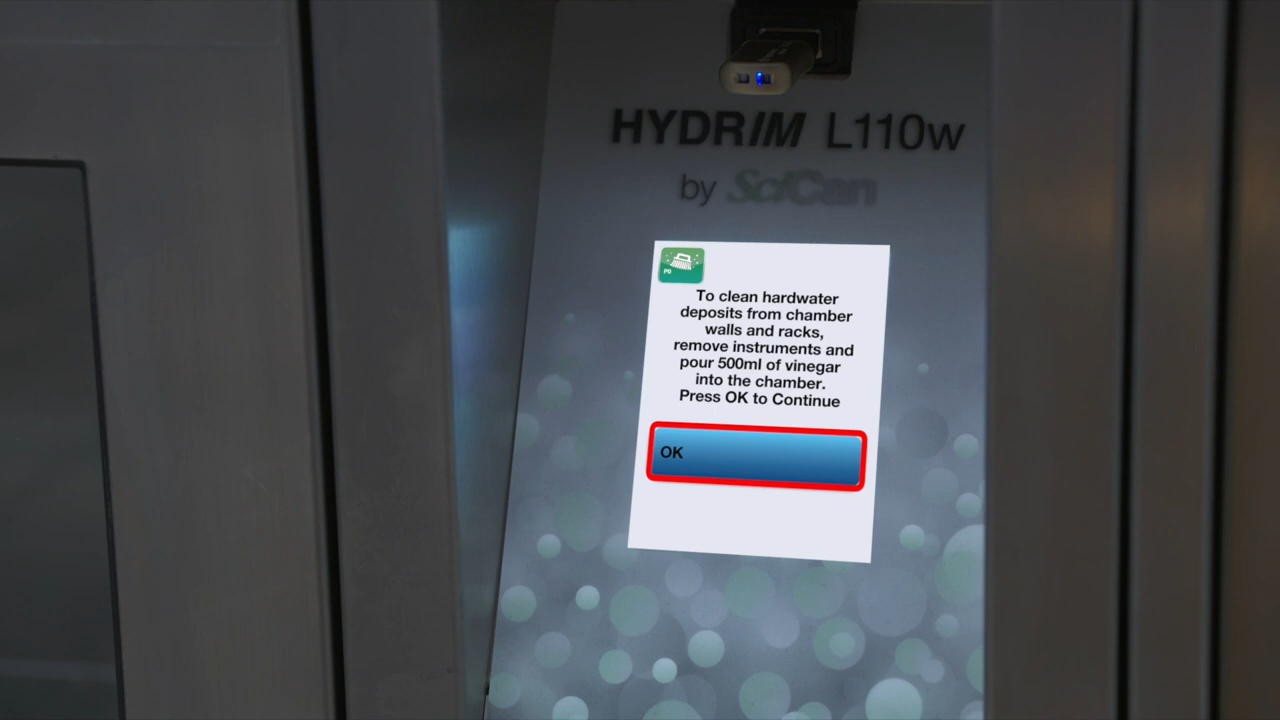 HYDRIM L110w
by SciCan
P0
To clean hardwater
deposits from chamber
walls and racks,
remove instruments and
pour 500ml of vinegar
into the chamber.
Press OK to Continue
OK